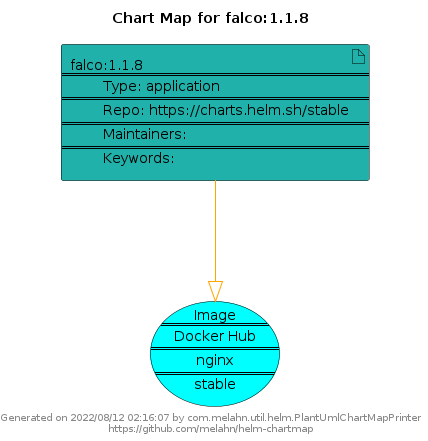 Chart Map for falco:1.1.8
falco:1.1.8
Type: application
Repo: https://charts.helm.sh/stable
Maintainers:
Keywords:
Image
Docker Hub
nginx
stable
Generated on 2022/08/12 02:16:07 by com.melahn.util.helm.PlantUmlChartMapPrinter
https://github.com/melahn/helm-chartmap